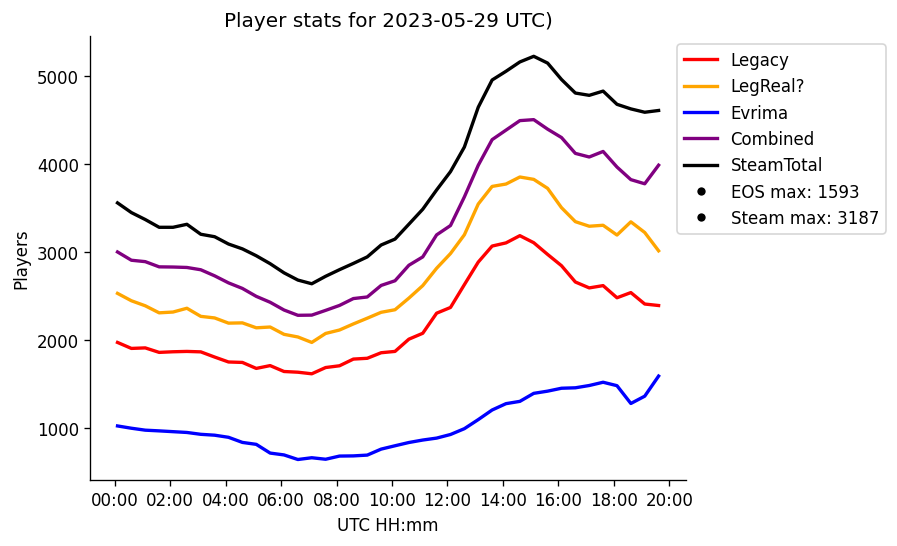 Player stats for 2023-05-29 UTC)
Legacy
LegReal?
Evrima
Combined
SteamTotal
EOS max: 1593
Steam max: 3187
Players
5000
4000
3000
2000
1000
00:00 02:00 04:00 06:00 08:00 10:00 12:00 14:00 16:00 18:00 20:00
UTC HH:mm